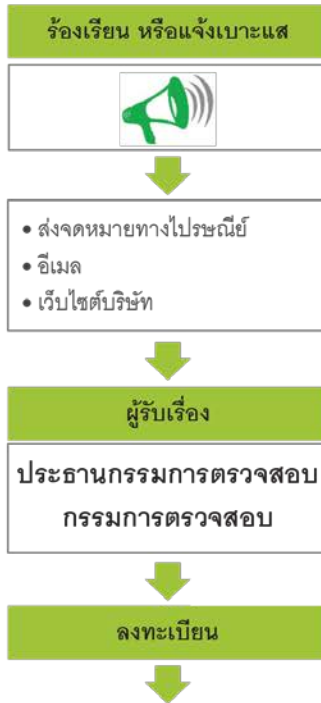 ร้องเรียน หรือแจ้งเบาะแส
• ส่งจดหมายทางไปรษณีย์
• อีเมล
• เว็บไซต์บริษัท
ผู้รับเรื่อง
ประธานกรรมการตรวจสอบ
กรรมการตรวจสอบ
ลงทะเบียน